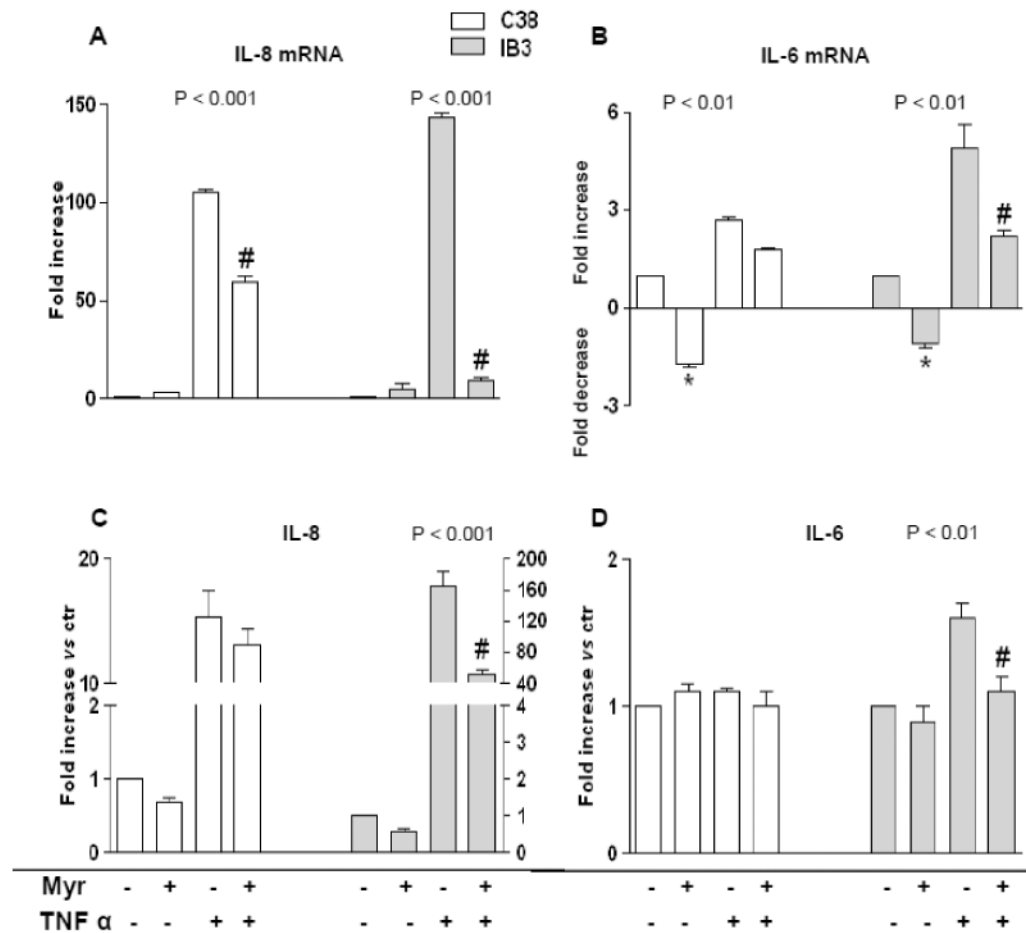 C38
IB3
A
IL-8 mRNA
P < 0.001 P < 0.001
Fold increase
150
100
50
0
# #
B
IL-6 mRNA
P < 0.01 P < 0.01
Fold increase
Fold decrease
6
3
0
-3
* * #
C
IL-8
P < 0.001
Fold increase vs ctr
20
10
2
1
0
#
200
160
120
80
40
4
3
2
1
0
D
IL-6
P < 0.01
Fold increase vs ctr
2
1
0
#
Myr - + - + - + - + - + - + - + - +
TNF α - - + + - - + + - - + + - - + +